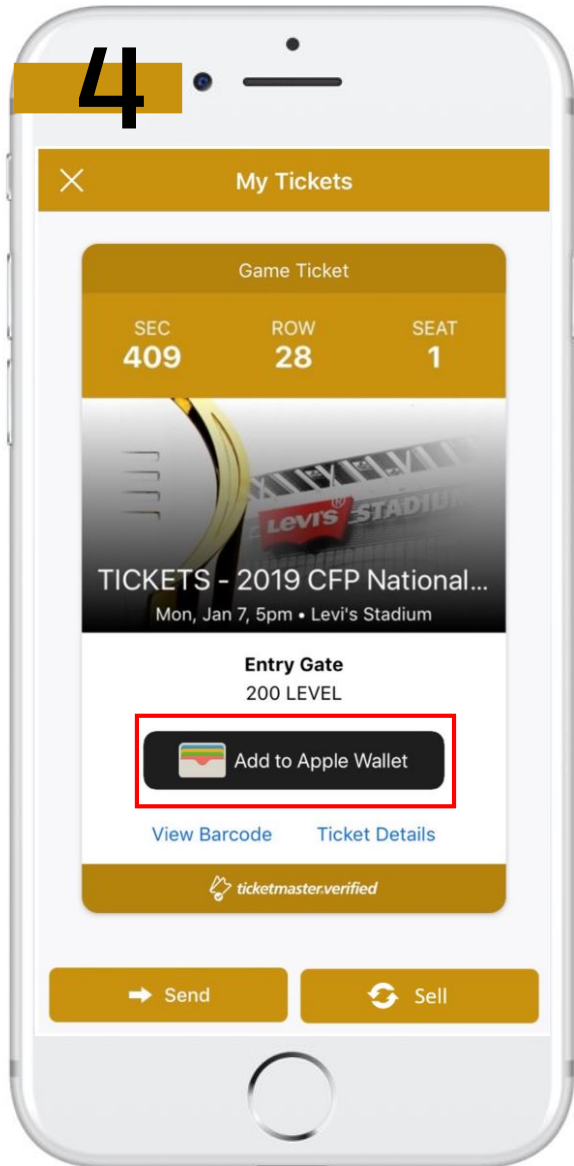 4
My Tickets
Game Ticket
SEC ROW SEAT
409 28 1
LEVI'S® STADIUM
TICKETS - 2019 CFP National...
Mon, Jan 7, 5pm • Levi's Stadium
Entry Gate
200 LEVEL
Add to Apple Wallet
View Barcode Ticket Details
ticketmaster.verified
Send Sell